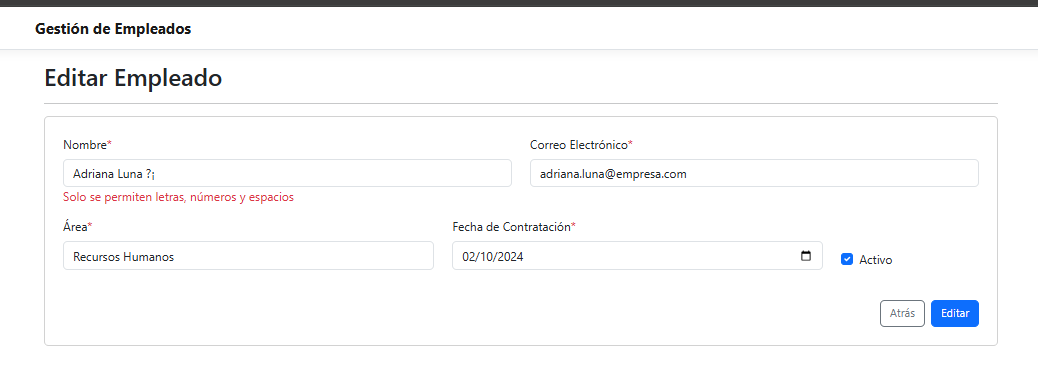 Gestión de Empleados
Editar Empleado
Nombre* Correo Electrónico*
Adriana Luna ?¡ adriana.luna@empresa.com
Solo se permiten letras, números y espacios
Área* Fecha de Contratación*
Recursos Humanos 02/10/2024 Activo
Atrás Editar